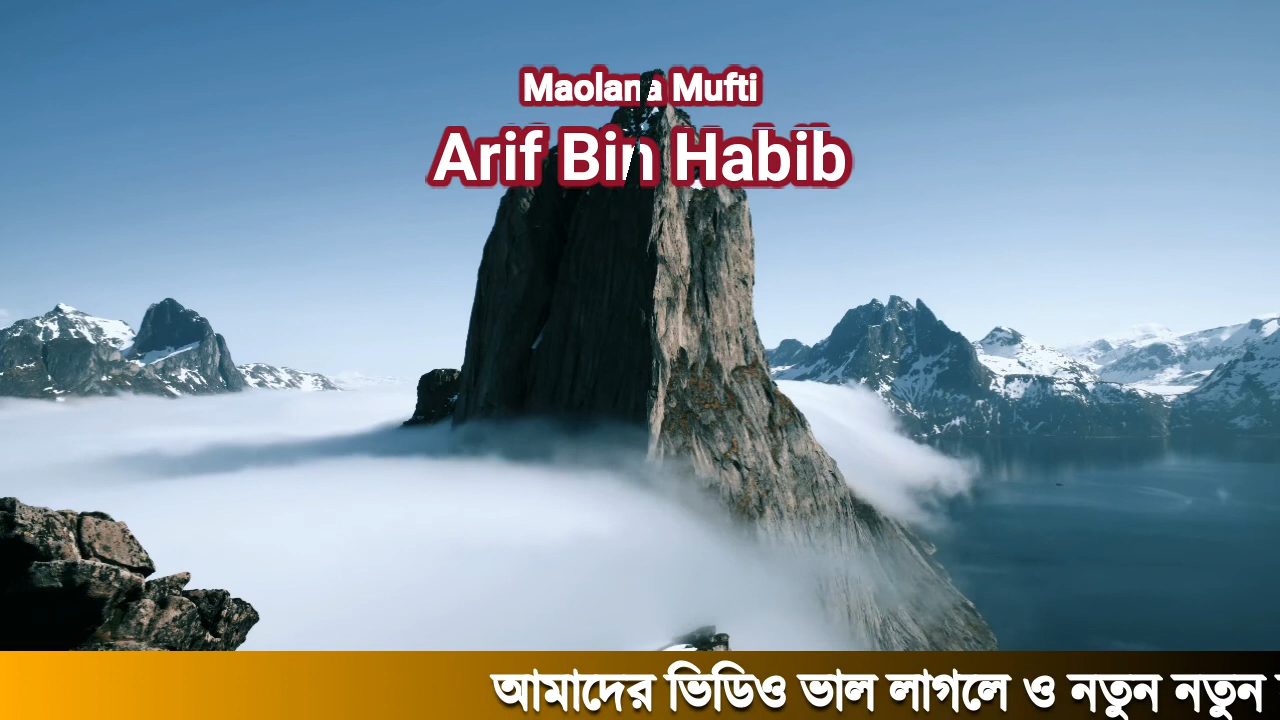 Maolana Mufti
Arif Bin Habib
আমাদের ভিডিও ভাল লাগলে ও নতুন নতুন